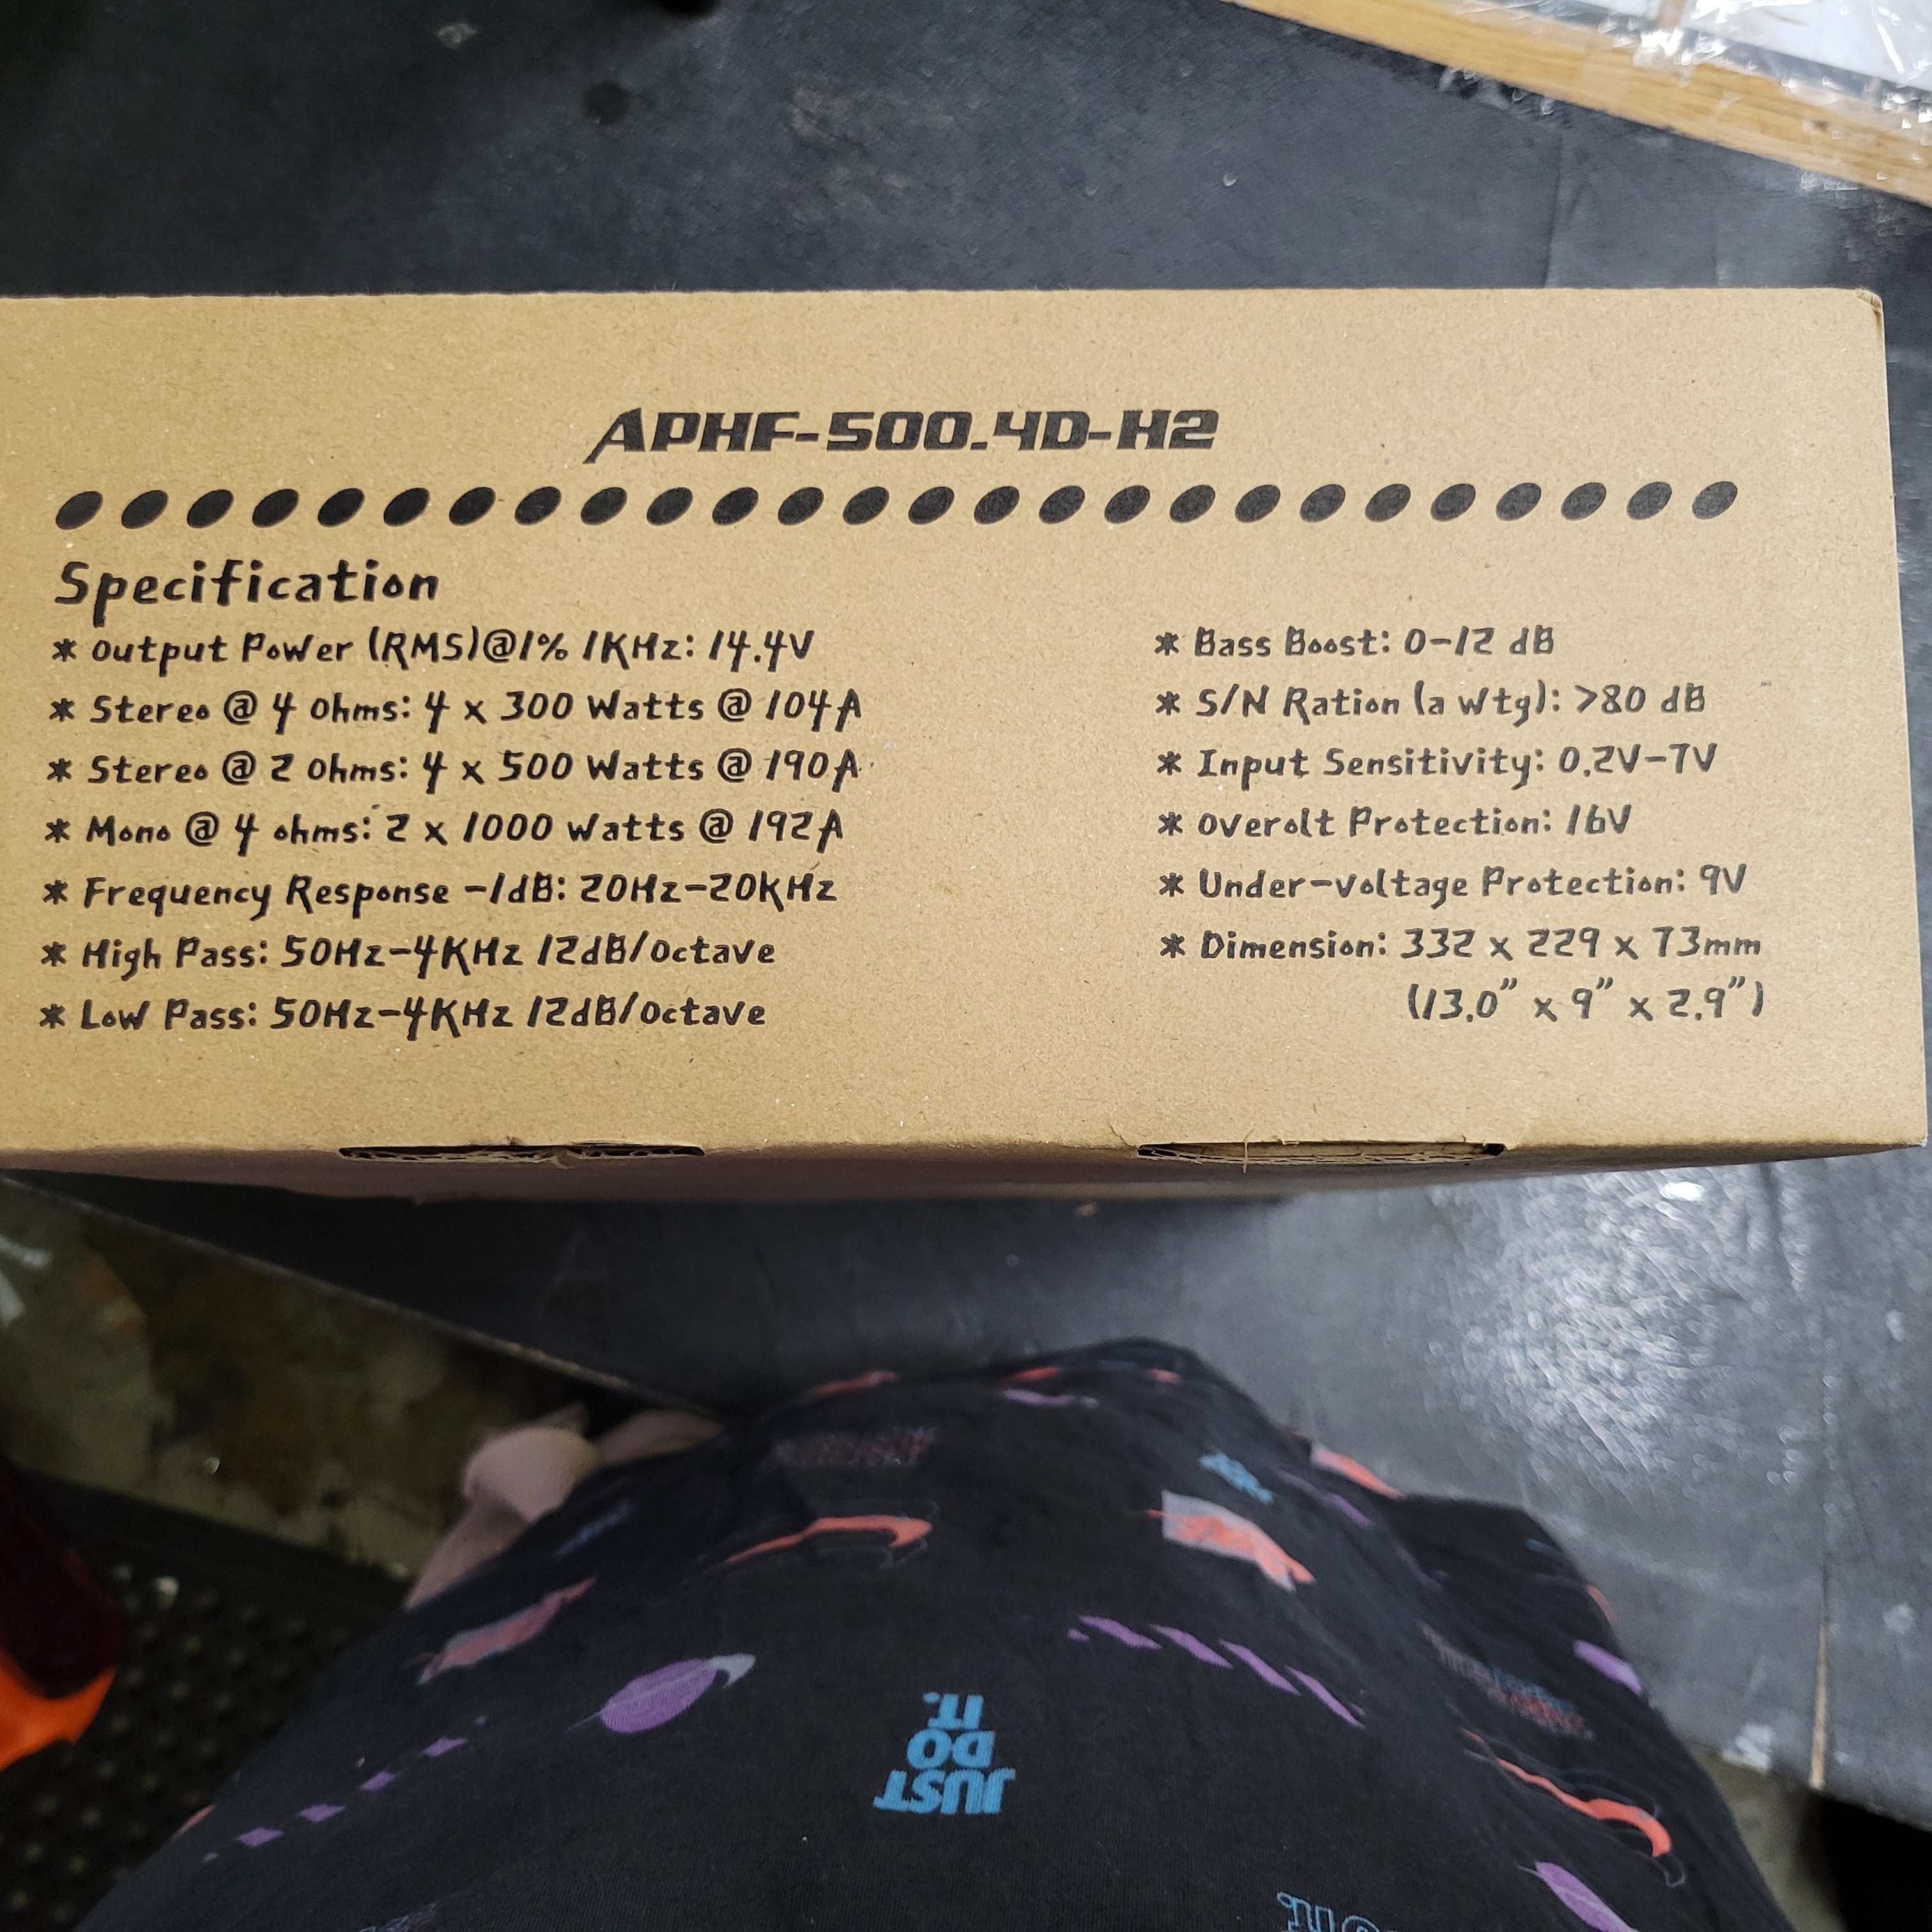 APHF-500.4D-H2
Specification
* Output Power (RMS)@1% 1KHz: 14.4V
* Stereo @ 4 Ohms: 4 x 300 Watts @ 104A
* Stereo @ 2 Ohms: 4 x 500 Watts @ 190A
* Mono @ 4 ohms: 2 x 1000 Watts @ 192A
* Frequency Response -1dB: 20Hz-20KHz
* High Pass: 50Hz-4KHz 12dB/Octave
* Low Pass: 50Hz-4KHz 12dB/Octave
* Bass Boost: 0-12 dB
* S/N Ration (a wtg): >80 dB
* Input Sensitivity: 0.2V-7V
* Overolt Protection: 16V
* Under-voltage Protection: 9V
* Dimension: 332 x 229 x 73mm
(13.0" x 9" x 2.9")
JUST
DO
IT.